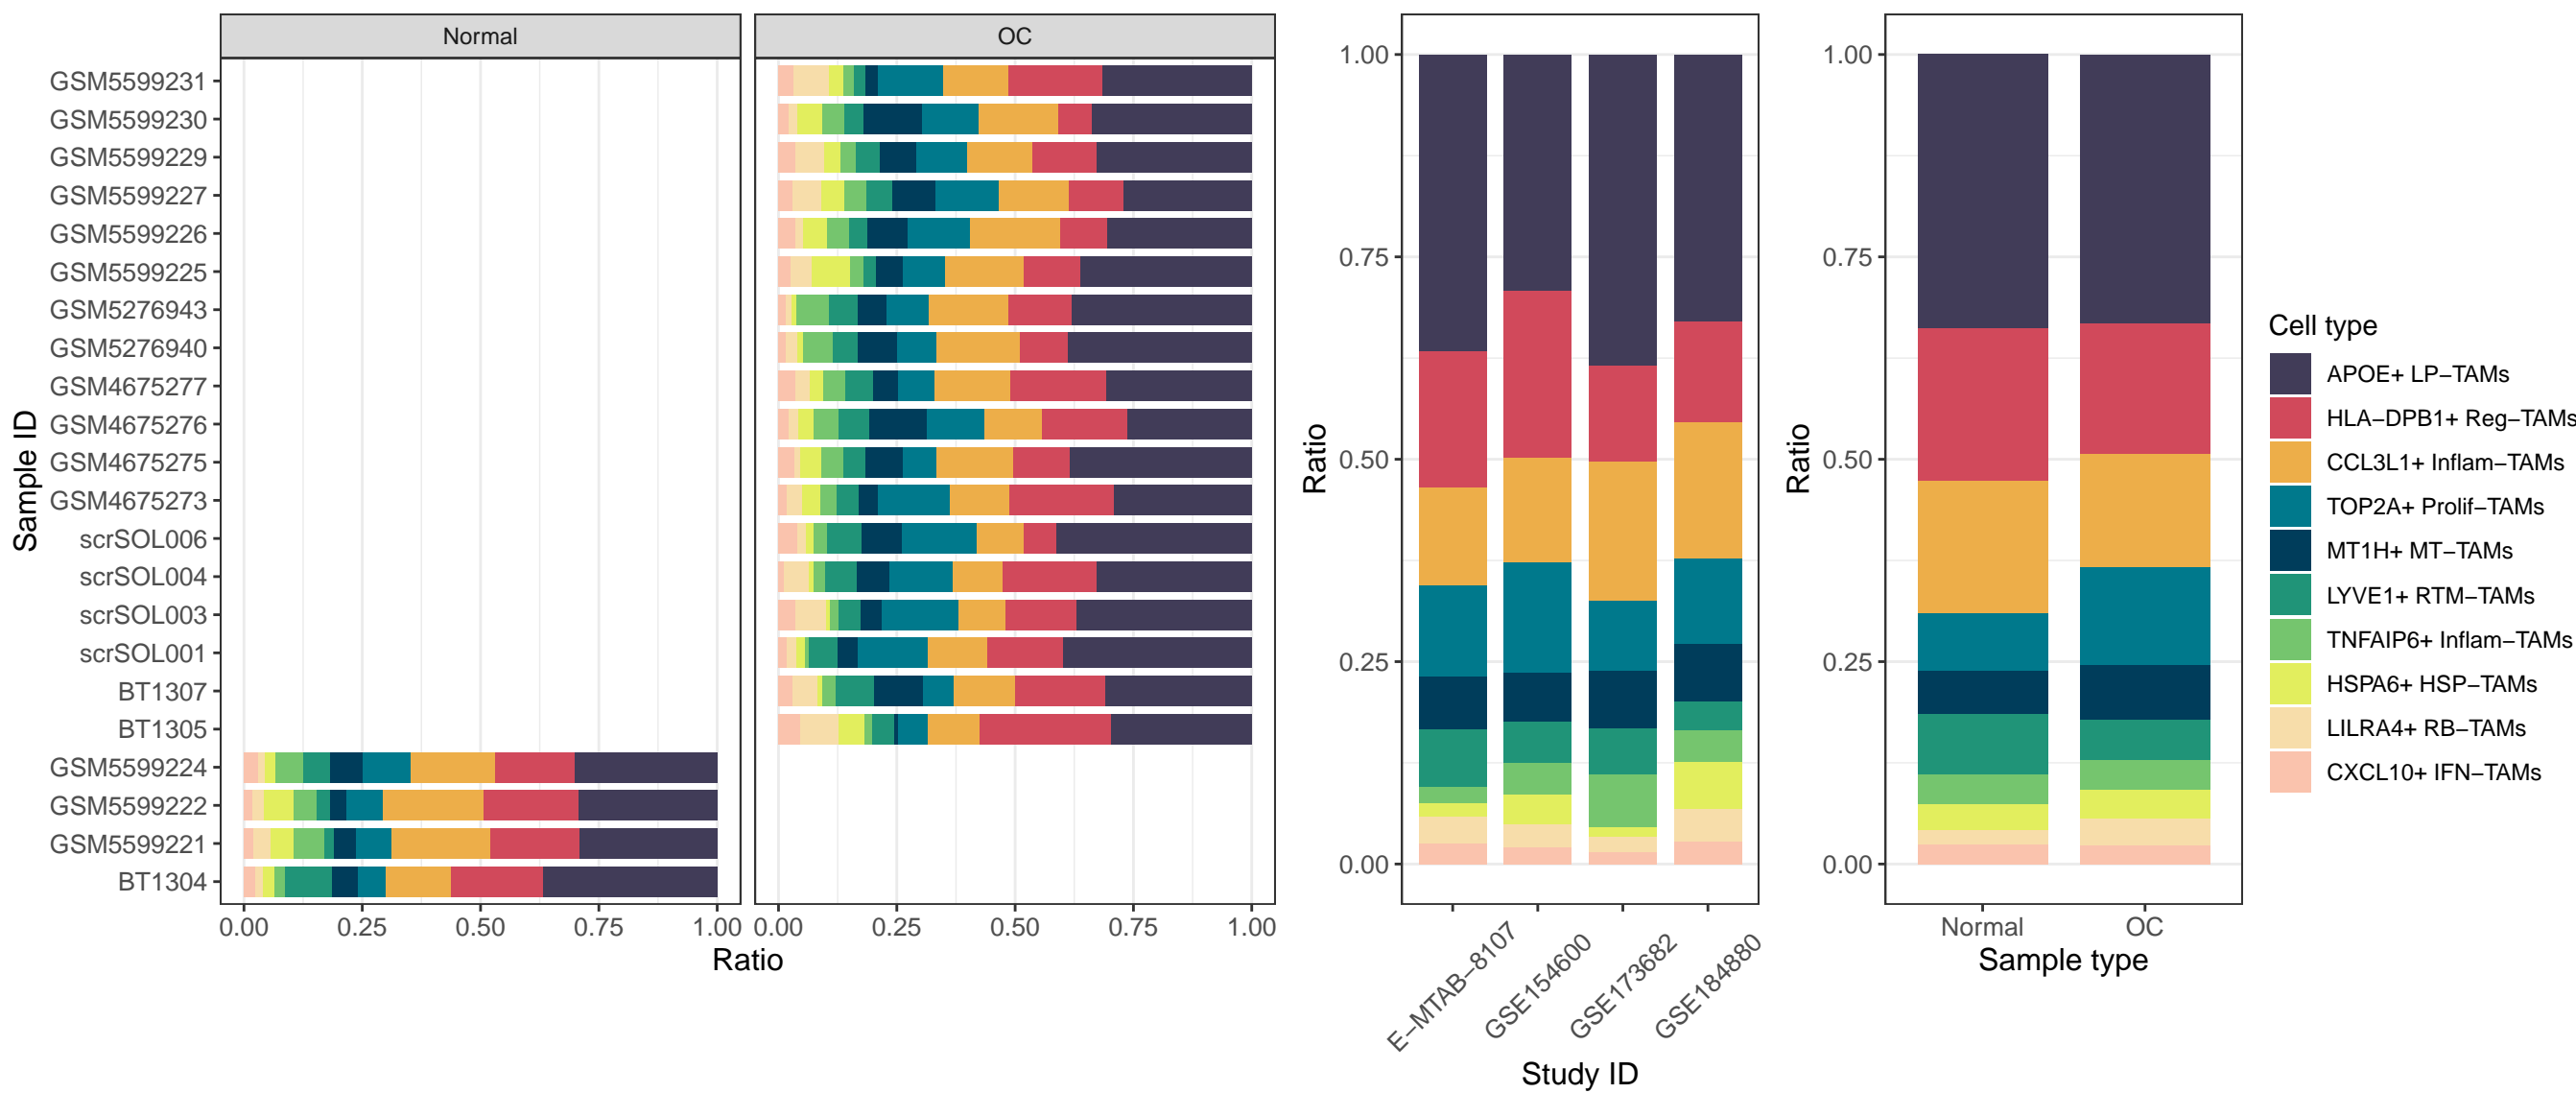 Normal
OC
Sample ID
GSM5599231
GSM5599230
GSM5599229
GSM5599227
GSM5599226
GSM5599225
GSM5276943
GSM5276940
GSM4675277
GSM4675276
GSM4675275
GSM4675273
scrSOL006
scrSOL004
scrSOL003
scrSOL001
BT1307
BT1305
GSM5599224
GSM5599222
GSM5599221
BT1304
0.00 0.25 0.50 0.75 1.00
0.00 0.25 0.50 0.75 1.00
Ratio
Ratio
1.00
0.75
0.50
0.25
0.00
E−MTAB−8107
GSE154600
GSE173682
GSE184880
Study ID
Ratio
1.00
0.75
0.50
0.25
0.00
Normal OC
Sample type
Cell type
APOE+ LP−TAMs
HLA−DPB1+ Reg−TAMs
CCL3L1+ Inflam−TAMs
TOP2A+ Prolif−TAMs
MT1H+ MT−TAMs
LYVE1+ RTM−TAMs
TNFAIP6+ Inflam−TAMs
HSPA6+ HSP−TAMs
LILRA4+ RB−TAMs
CXCL10+ IFN−TAMs